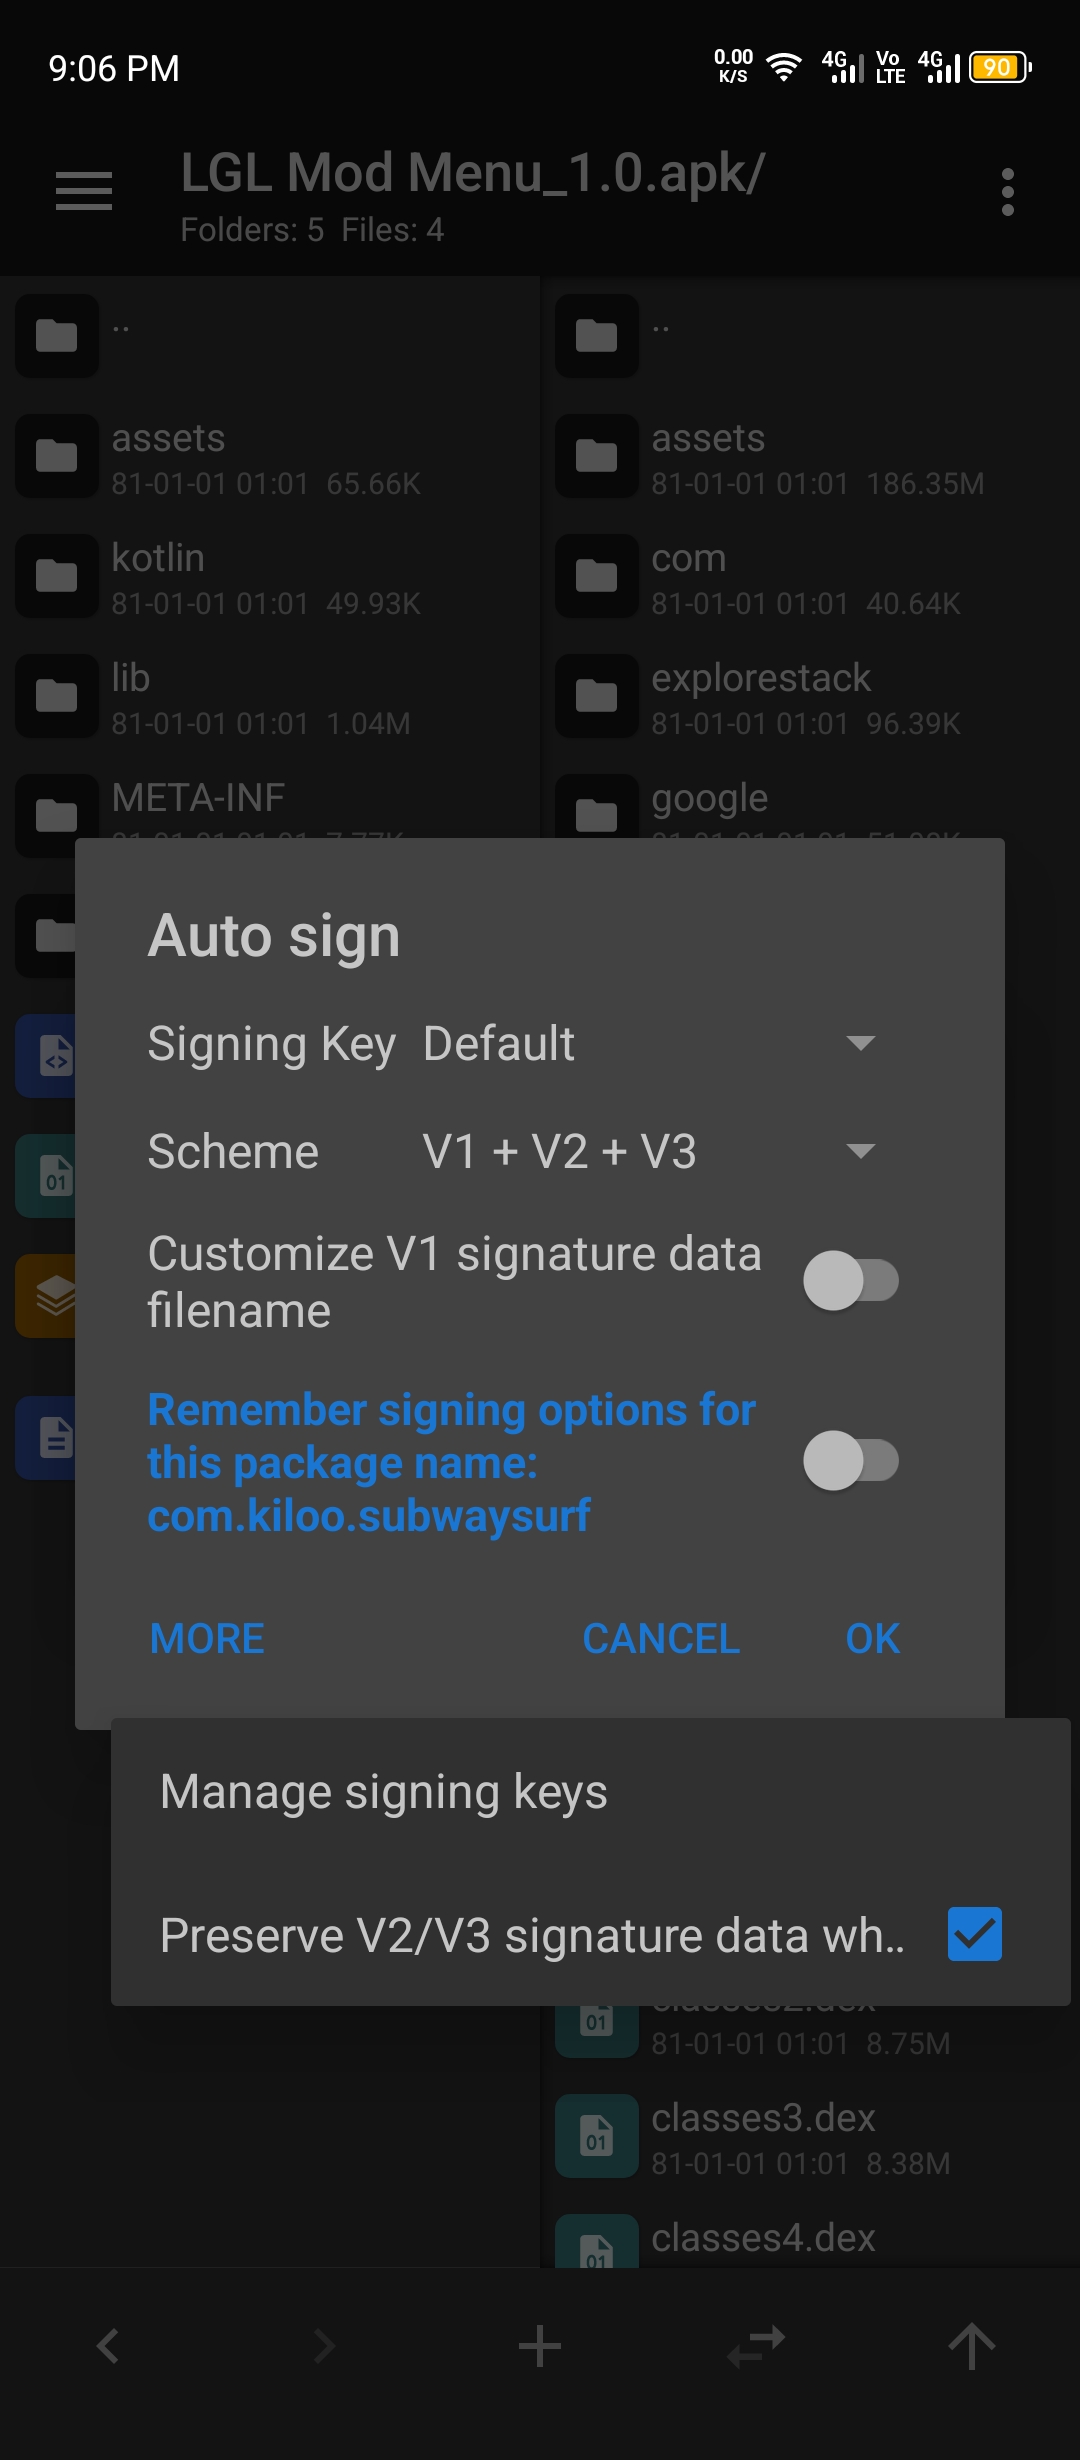 9:06 PM
0.00 K/S 4G Vo LTE 4G 90
LGL Mod Menu_1.0.apk/
Folders: 5  Files: 4
..
..
assets
81-01-01 01:01  65.66K
assets
81-01-01 01:01  186.35M
kotlin
81-01-01 01:01  49.93K
com
81-01-01 01:01  40.64K
lib
81-01-01 01:01  1.04M
explorestack
81-01-01 01:01  96.39K
META-INF
google
Auto sign
Signing Key  Default
Scheme  V1 + V2 + V3
Customize V1 signature data
filename
Remember signing options for
this package name:
com.kiloo.subwaysurf
MORE  CANCEL  OK
Manage signing keys
Preserve V2/V3 signature data wh..
classes2.dex
81-01-01 01:01  8.75M
classes3.dex
81-01-01 01:01  8.38M
classes4.dex